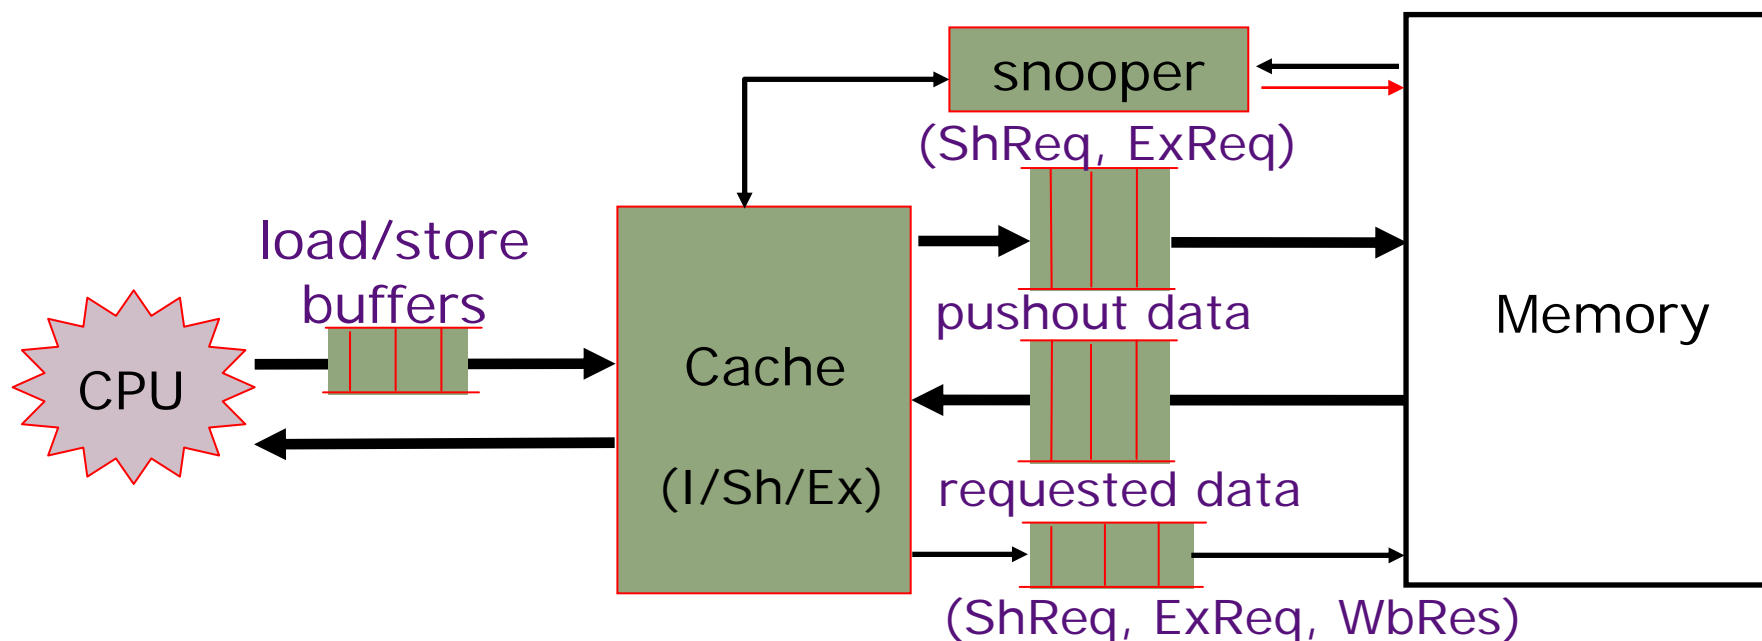 snooper
(ShReq, ExReq)
load/store
buffers
pushout data
Memory
CPU
Cache
(I/Sh/Ex)
requested data
(ShReq, ExReq, WbRes)